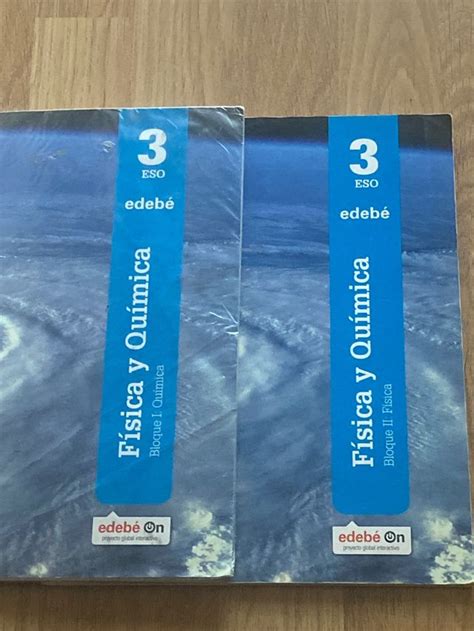 3
ESO
edebé
Física y Química
Bloque I: Química
edebé On
proyecto global interactivo
3
ESO
edebé
Física y Química
Bloque II: Física
edebé On
proyecto global interactivo